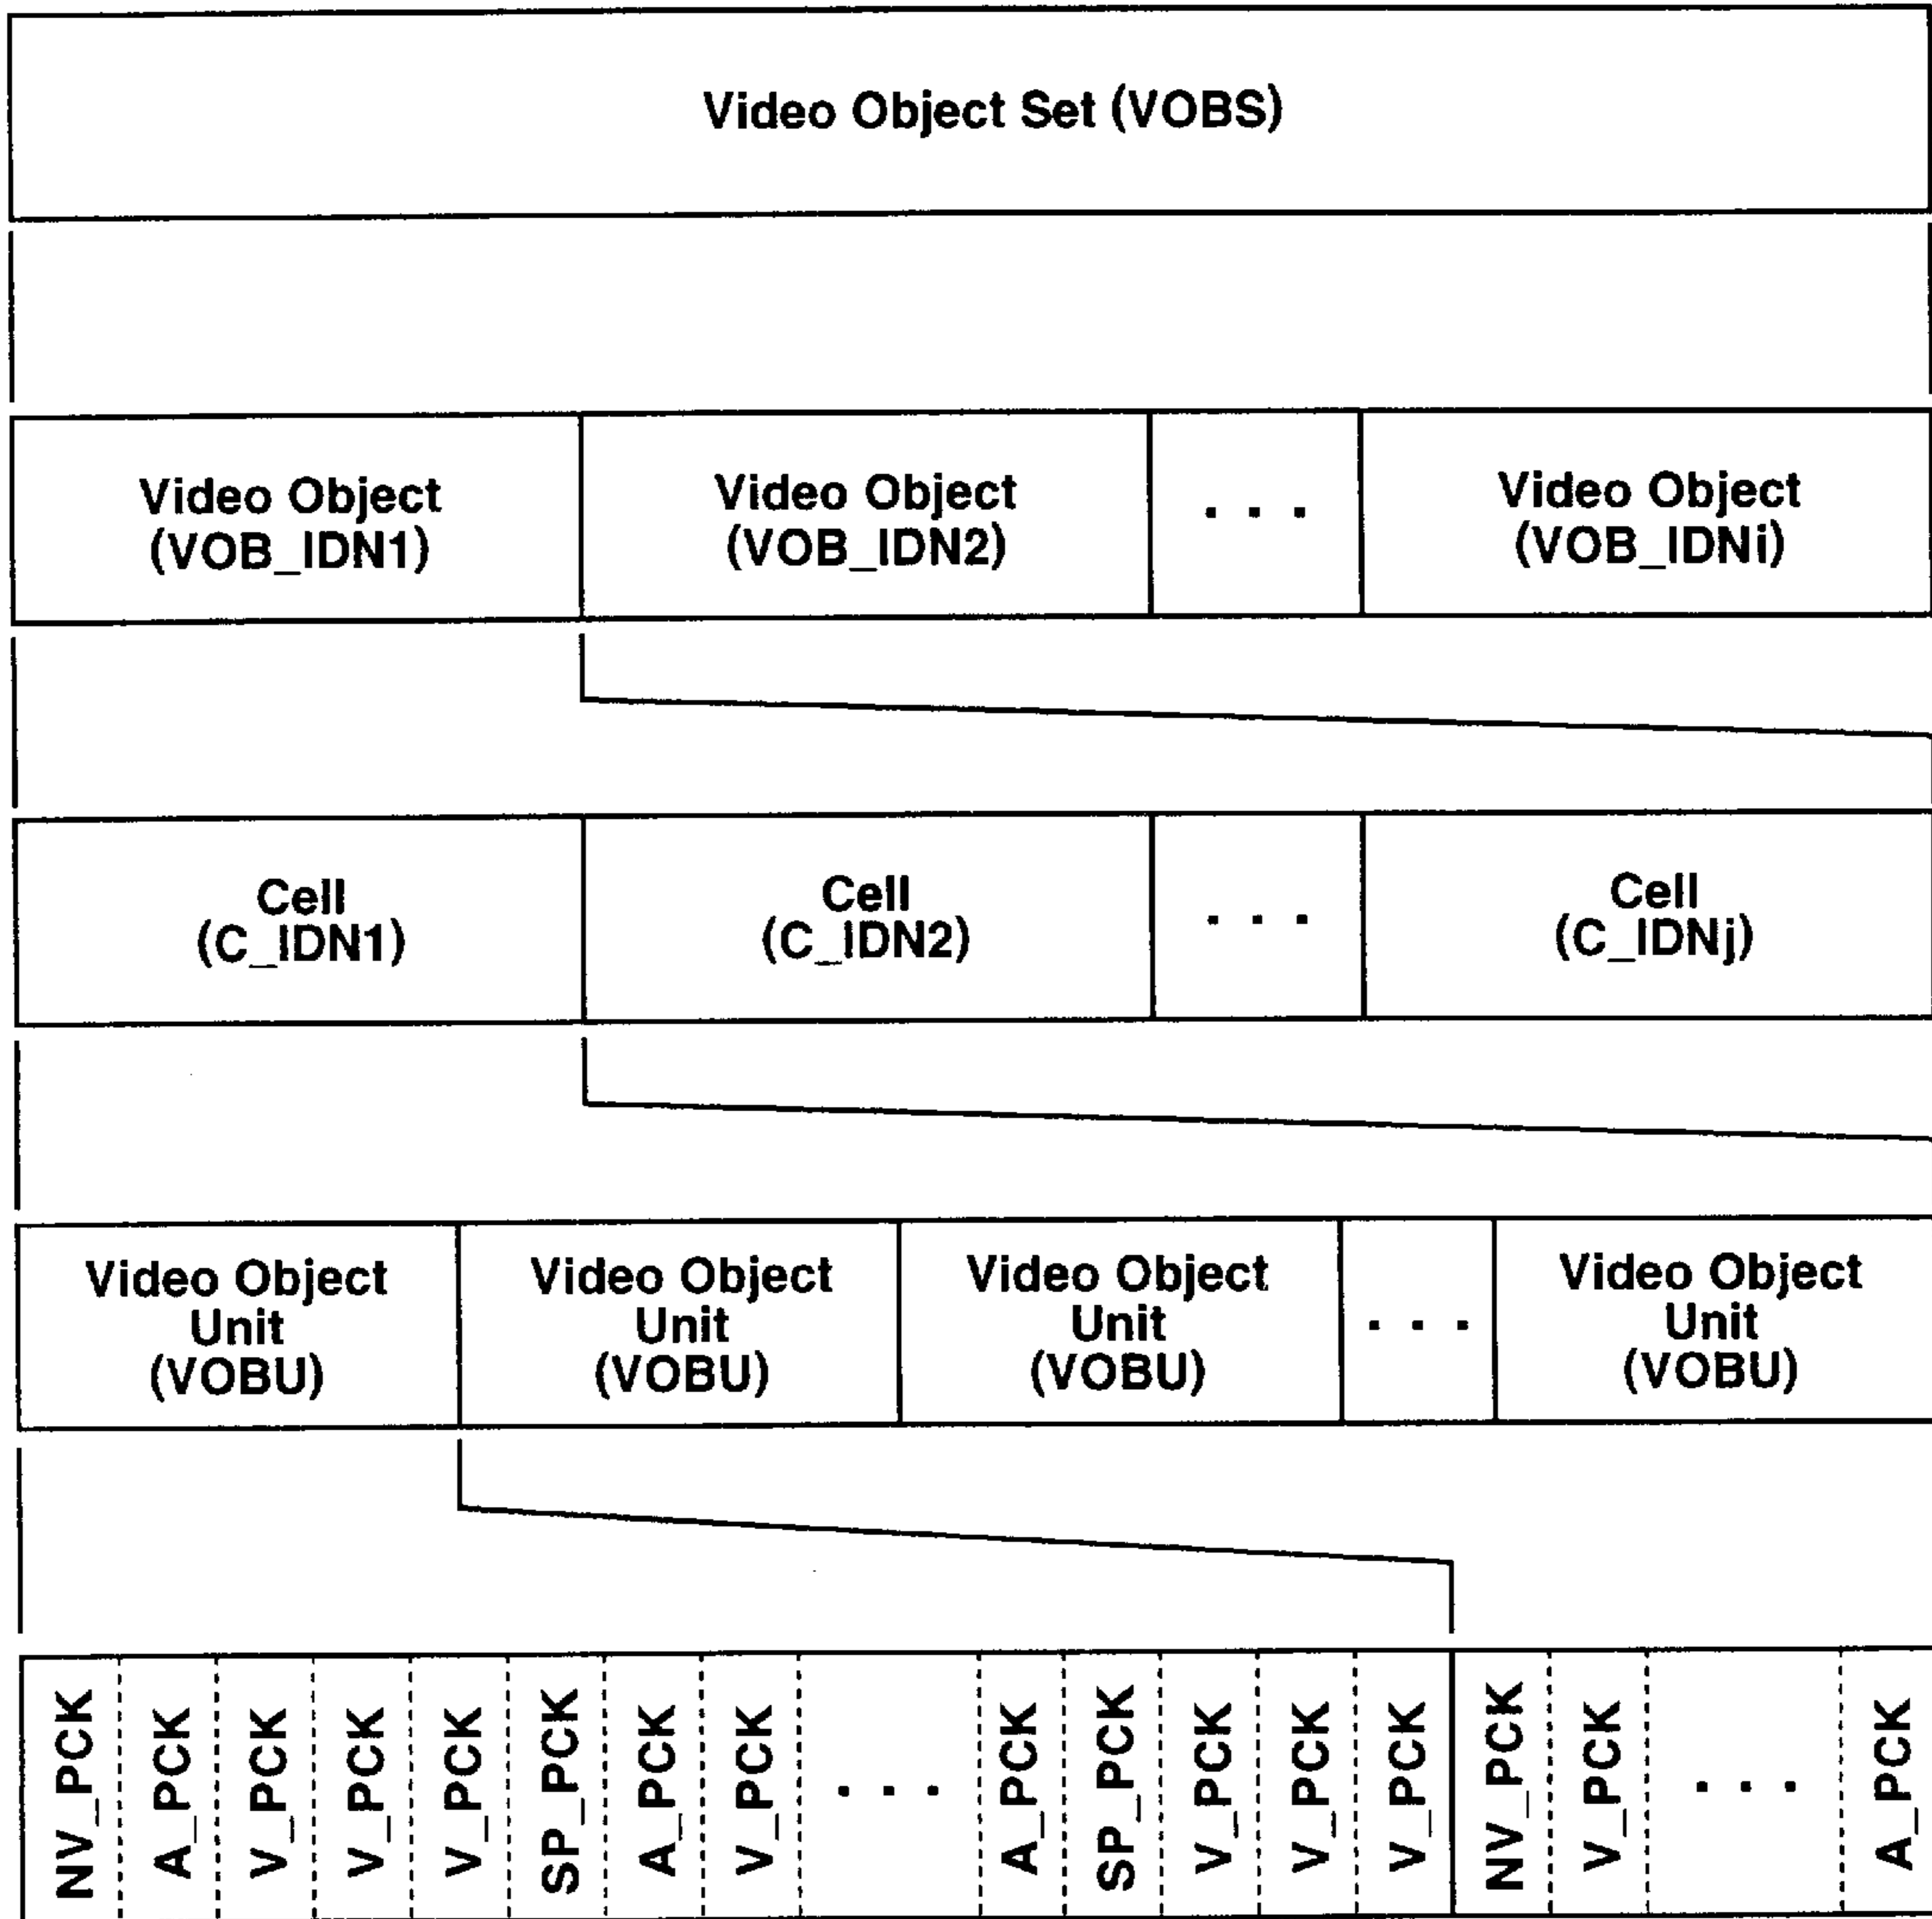 Video Object Set (VOBS)
Video Object
(VOB_IDN1)
Video Object
(VOB_IDN2)
. . .
Video Object
(VOB_IDNi)
Cell
(C_IDN1)
Cell
(C_IDN2)
. . .
Cell
(C_IDNj)
Video Object
Unit
(VOBU)
Video Object
Unit
(VOBU)
Video Object
Unit
(VOBU)
. . .
Video Object
Unit
(VOBU)
NV_PCK
A_PCK
V_PCK
V_PCK
V_PCK
SP_PCK
A_PCK
V_PCK
. . .
A_PCK
SP_PCK
V_PCK
V_PCK
V_PCK
NV_PCK
V_PCK
. . .
A_PCK